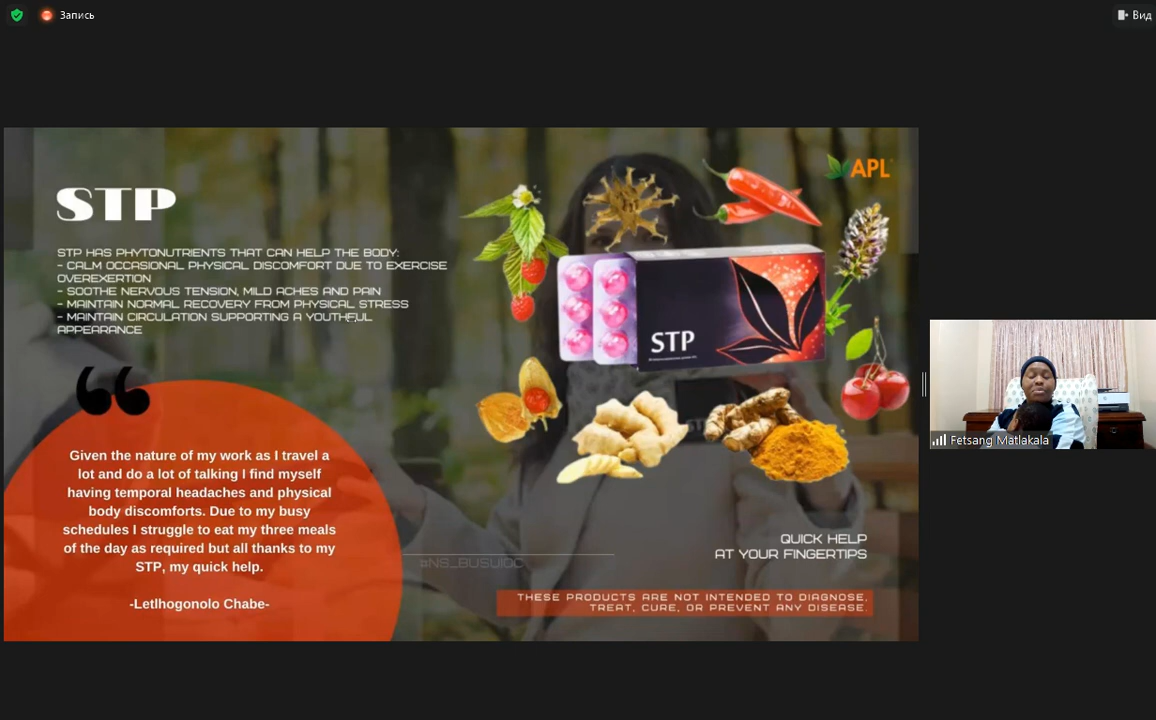 Запись
Вид
APL
STP
STP HAS PHYTONUTRIENTS THAT CAN HELP THE BODY:
- CALM OCCASIONAL PHYSICAL DISCOMFORT DUE TO EXERCISE
OVEREXERTION
- SOOTHE NERVOUS TENSION, MILD ACHES AND PAIN
- MAINTAIN NORMAL RECOVERY FROM PHYSICAL STRESS
- MAINTAIN CIRCULATION SUPPORTING A YOUTHFUL
APPEARANCE
STP
Given the nature of my work as I travel a
lot and do a lot of talking I find myself
having temporal headaches and physical
body discomforts. Due to my busy
schedules I struggle to eat my three meals
of the day as required but all thanks to my
STP, my quick help.
-Letlhogonolo Chabe-
QUICK HELP
AT YOUR FINGERTIPS
THESE PRODUCTS ARE NOT INTENDED TO DIAGNOSE,
TREAT, CURE, OR PREVENT ANY DISEASE.
Fetsang Matlakala